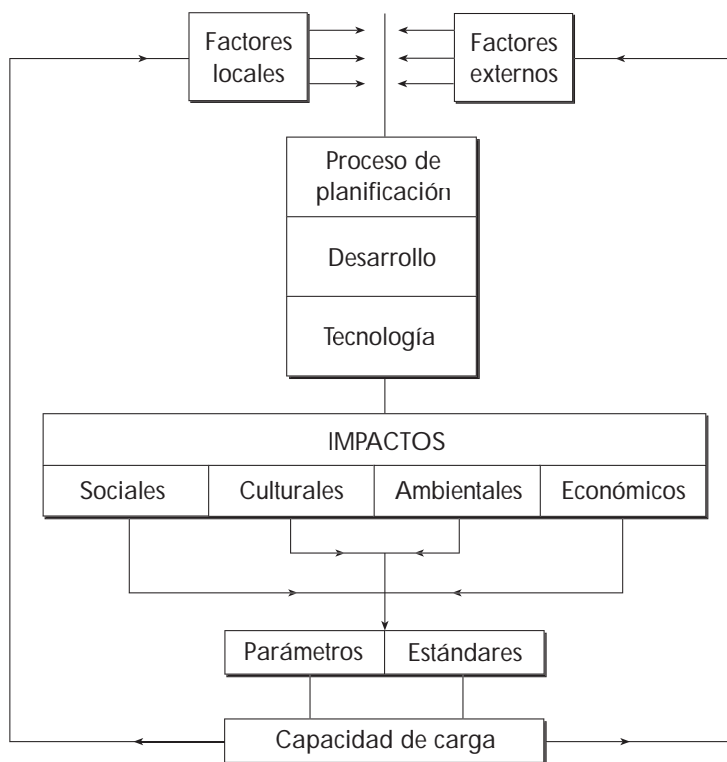 Factores
locales
Factores
externos
Proceso de
planificación
Desarrollo
Tecnología
IMPACTOS
Sociales
Culturales
Ambientales
Económicos
Parámetros
Estándares
Capacidad de carga